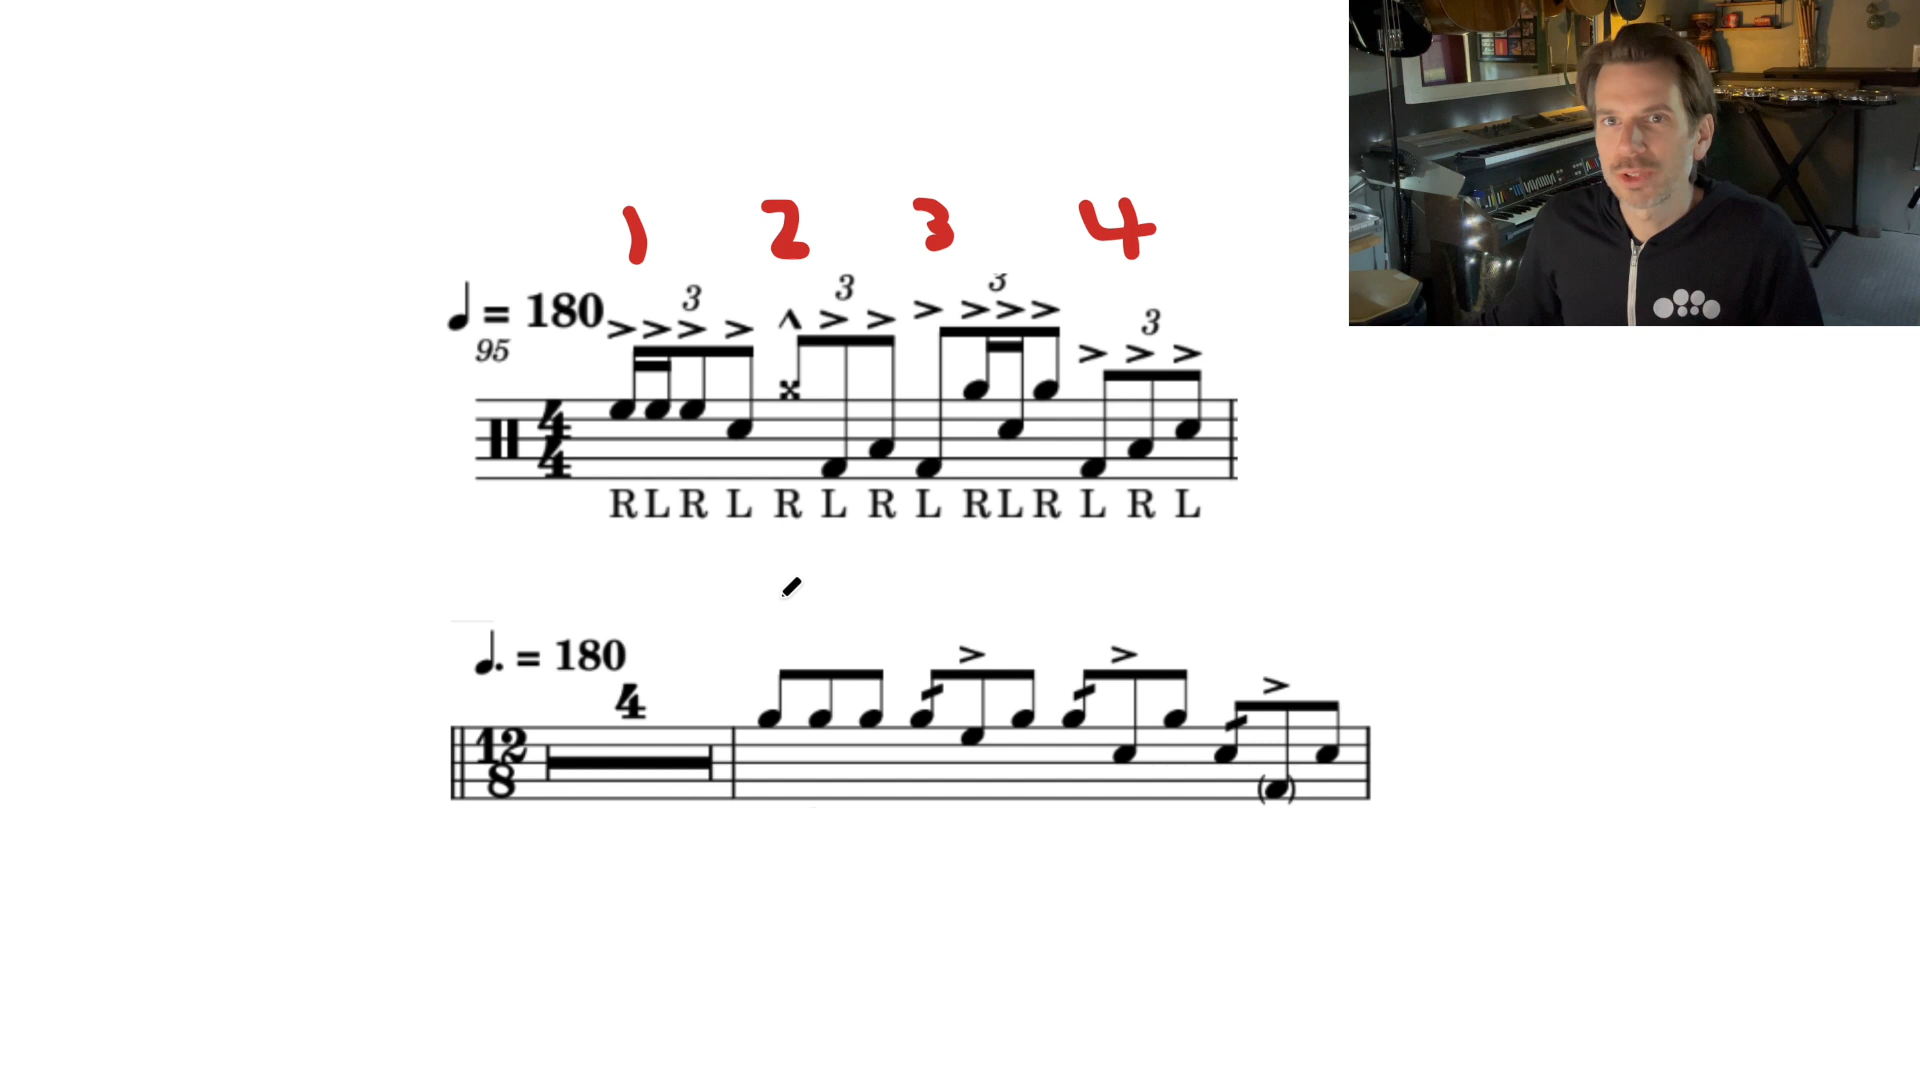 1 2 3 4
♩ = 180
3 3 3 3
95
4
4
R L R L R L R L R L R L R L
♩. = 180
4
12
8